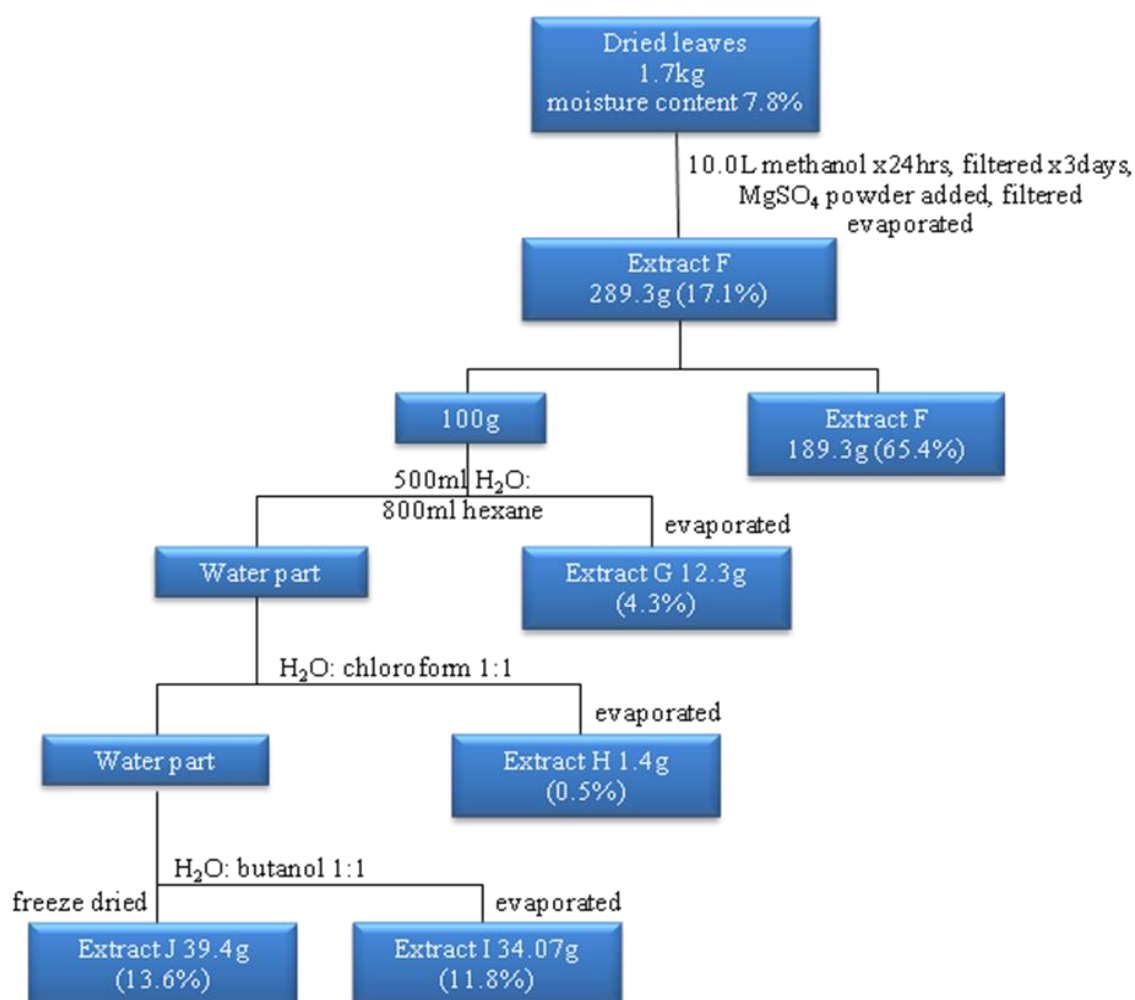 Dried leaves
1.7kg
moisture content 7.8%
10.0L methanol x24hrs, filtered x3days,
MgSO₄ powder added, filtered
evaporated
Extract F
289.3g (17.1%)
100g
Extract F
189.3g (65.4%)
500ml H₂O:
800ml hexane
evaporated
Water part
Extract G 12.3g
(4.3%)
H₂O: chloroform 1:1
evaporated
Water part
Extract H 1.4g
(0.5%)
H₂O: butanol 1:1
freeze dried
evaporated
Extract J 39.4g
(13.6%)
Extract I 34.07g
(11.8%)